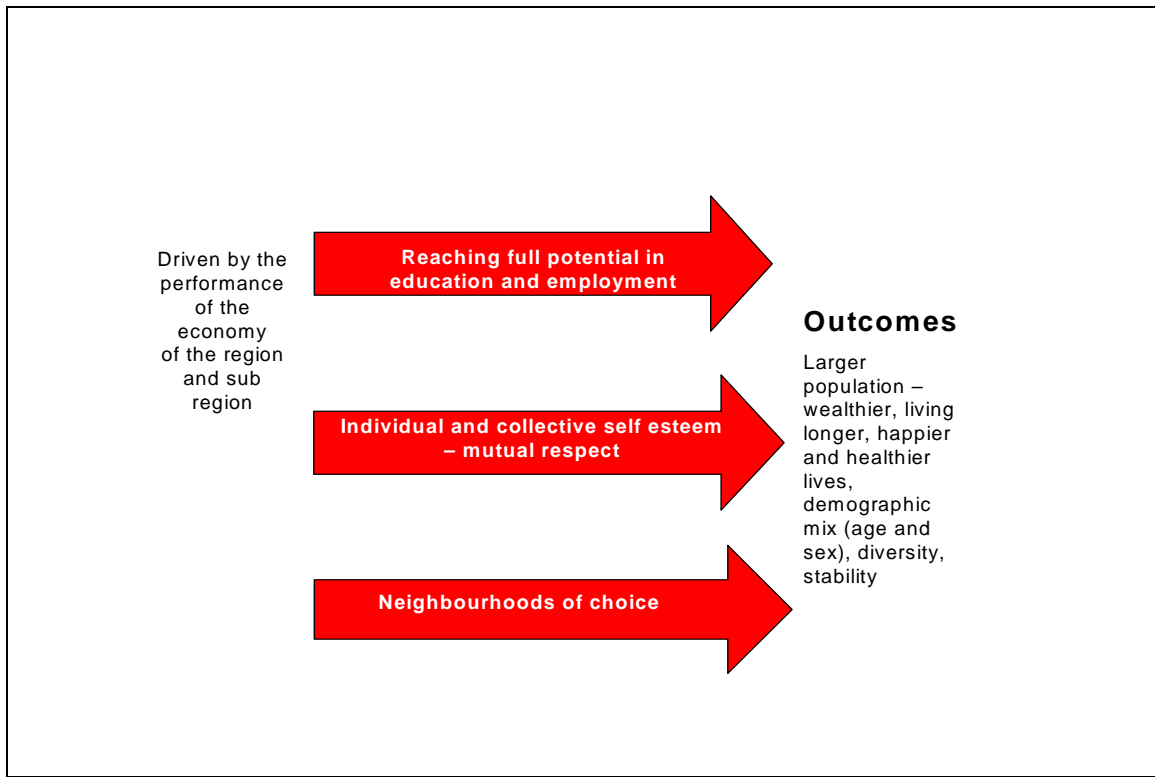 Driven by the
performance
of the
economy
of the region
and sub
region
Reaching full potential in
education and employment
Individual and collective self esteem
– mutual respect
Neighbourhoods of choice
Outcomes
Larger
population –
wealthier, living
longer, happier
and healthier
lives,
demographic
mix (age and
sex), diversity,
stability